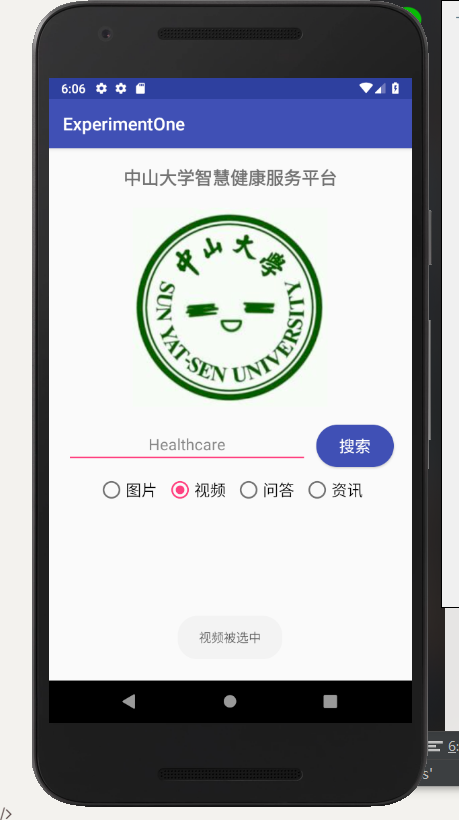 6:06
ExperimentOne
中山大学智慧健康服务平台
中山大學
SUN YAT-SEN UNIVERSITY
Healthcare
搜索
图片
视频
问答
资讯
视频被选中
6:
s'
/>